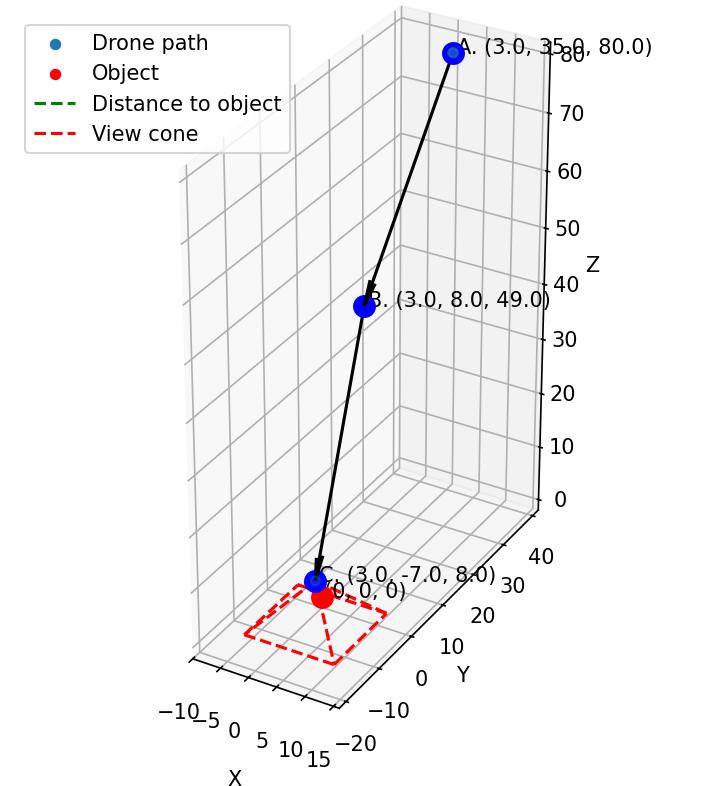 Drone path
Object
Distance to object
View cone
A. (3.0, 35.0, 80.0)
80
70
60
50
Z
40
B. (3.0, 8.0, 49.0)
30
20
10
0
C. (3.0, -7.0, 8.0)
(0, 0, 0)
40
30
20
10
0
−10
−20
Y
−10
−5
0
5
10
15
X